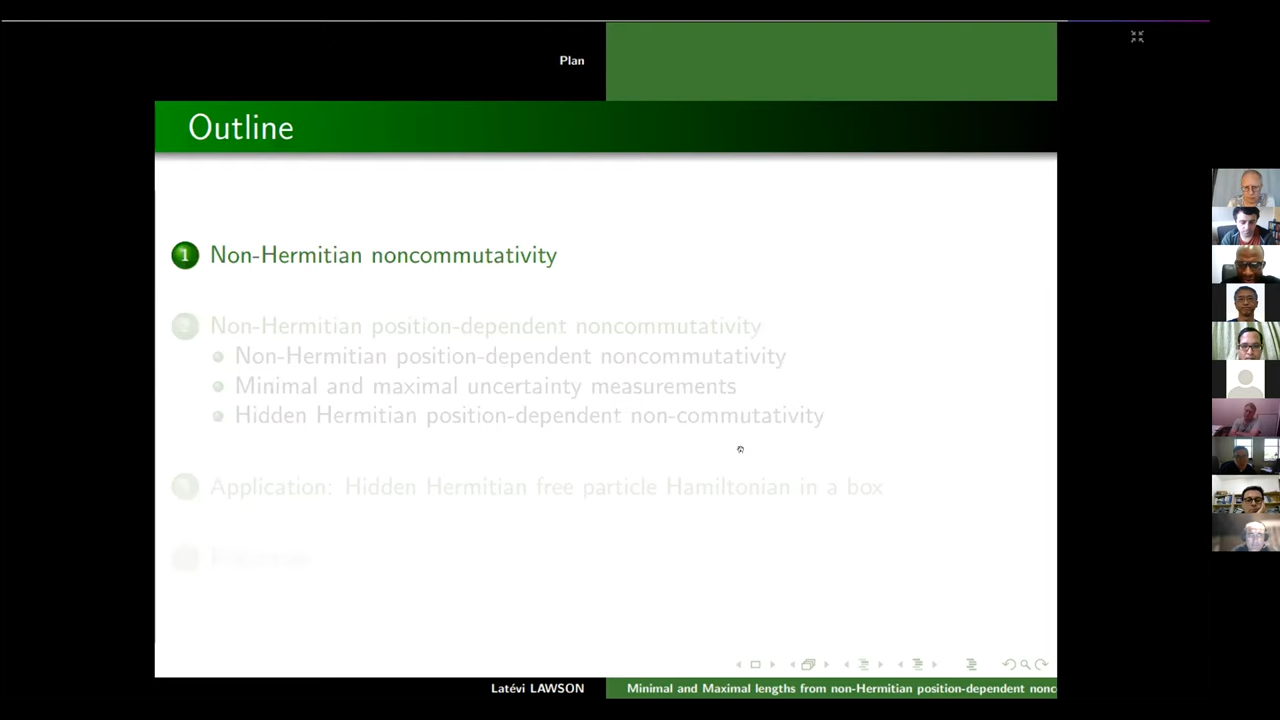 Plan
Outline
1 Non-Hermitian noncommutativity
2 Non-Hermitian position-dependent noncommutativity
Non-Hermitian position-dependent noncommutativity
Minimal and maximal uncertainty measurements
Hidden Hermitian position-dependent non-commutativity
Application: Hidden Hermitian free particle Hamiltonian in a box
Latévi LAWSON
Minimal and Maximal lengths from non-Hermitian position-dependent nonc